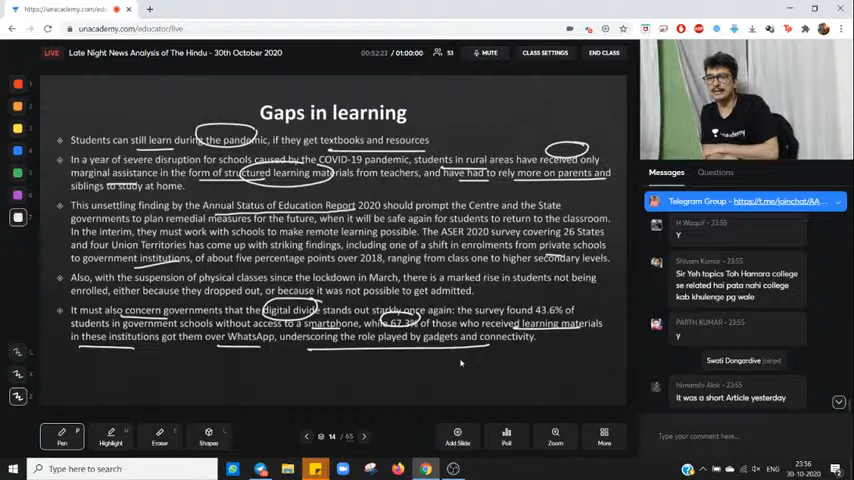 https://unacademy.com/educator
unacademy.com/educator/live
LIVE Late Night News Analysis of The Hindu - 30th October 2020
00:52:23 / 01:00:00 53 MUTE CLASS SETTINGS END CLASS
Gaps in learning
Students can still learn during the pandemic, if they get textbooks and resources
In a year of severe disruption for schools caused by the COVID-19 pandemic, students in rural areas have received only
marginal assistance in the form of structured learning materials from teachers, and have had to rely more on parents and
siblings to study at home.
This unsettling finding by the Annual Status of Education Report 2020 should prompt the Centre and the State
governments to plan remedial measures for the future, when it will be safe again for students to return to the classroom.
In the interim, they must work with schools to make remote learning possible. The ASER 2020 survey covering 26 States
and four Union Territories has come up with striking findings, including one of a shift in enrolments from private schools
to government institutions, of about five percentage points over 2018, ranging from class one to higher secondary levels.
Also, with the suspension of physical classes since the lockdown in March, there is a marked rise in students not being
enrolled, either because they dropped out, or because it was not possible to get admitted.
It must also concern governments that the digital divide stands out starkly once again: the survey found 43.6% of
students in government schools without access to a smartphone, while 67.3% of those who received learning materials
in these institutions got them over WhatsApp, underscoring the role played by gadgets and connectivity.
1
2
3
4
5
6
7
Pen
Highlight
Eraser
Shapes
14 / 65
Add Slide
Poll
Zoom
More
unacademy
Messages Questions
Telegram Group - https://t.me/joinchat/AA...
H Waquif - 23:55
Y
Shivam Kumar - 23:55
Sir Yeh topics Toh Hamara college
se related hai pata nahi college
kab khulenge pg wale
PARTH KUMAR - 23:55
y
Swati Dongardive joined
Himanshi Alok - 23:55
It was a short Article yesterday
Type your comment here...
Type here to search
ENG
23:56
30-10-2020